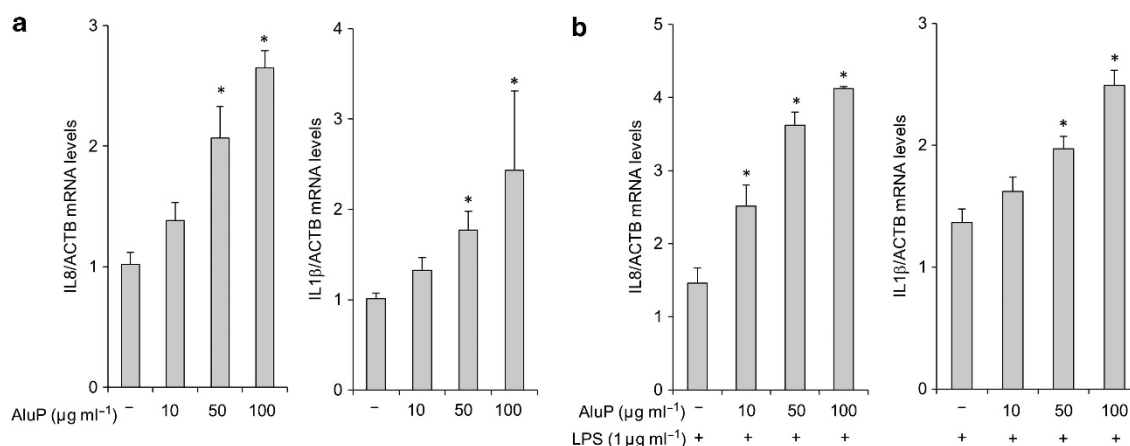 a
IL8/ACTB mRNA levels
3
2
1
0
* *
AluP (µg ml⁻¹) – 10 50 100
IL1β/ACTB mRNA levels
4
3
2
1
0
* *
– 10 50 100
b
IL8/ACTB mRNA levels
5
4
3
2
1
0
* * *
AluP (µg ml⁻¹) – 10 50 100
LPS (1 µg ml⁻¹) + + + +
IL1β/ACTB mRNA levels
3
2
1
0
* *
– 10 50 100
+ + + +